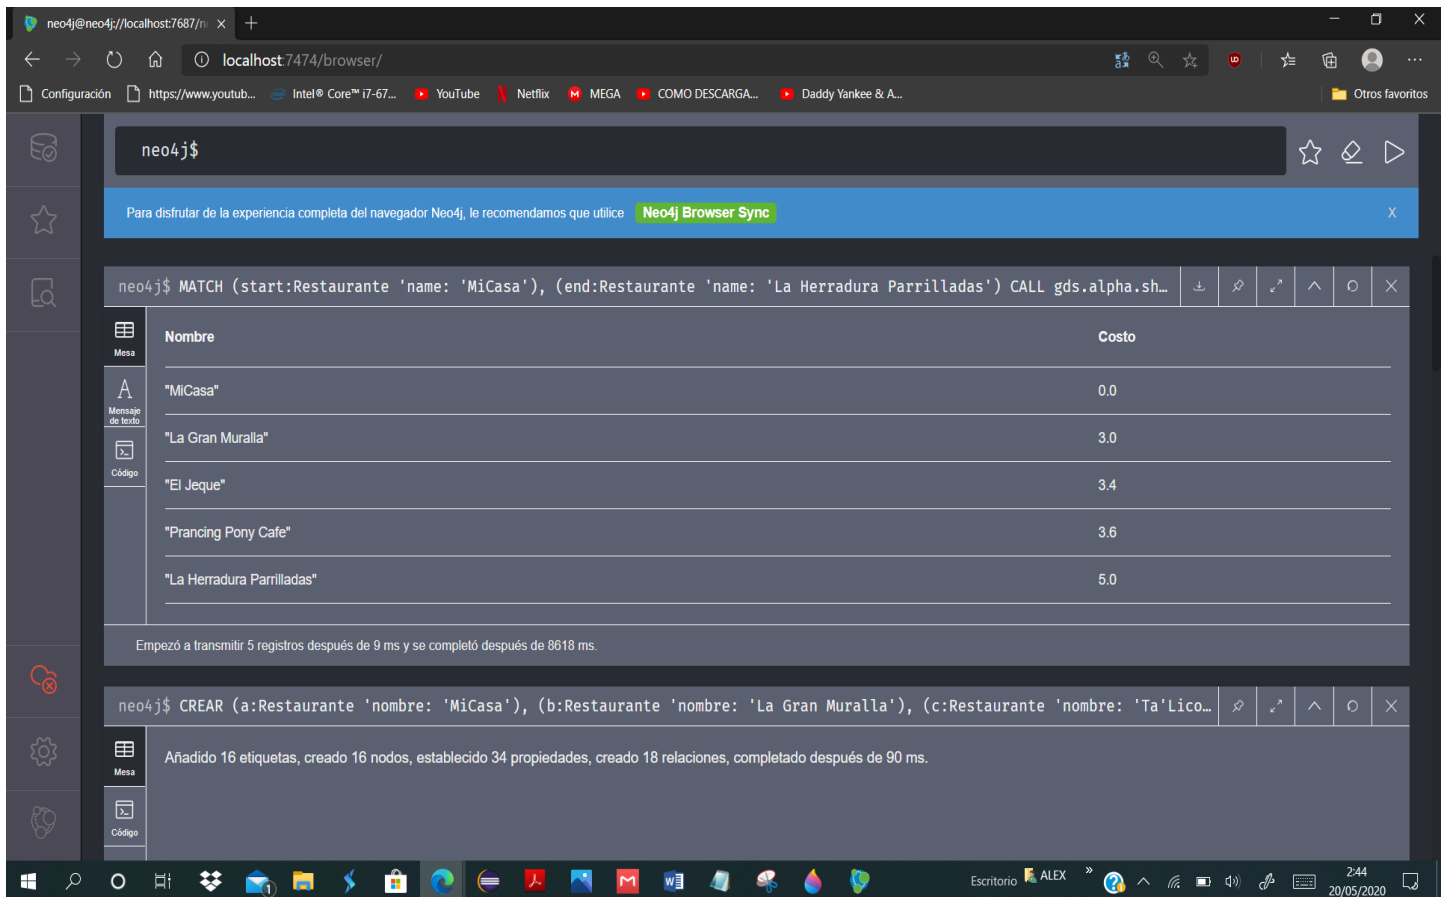 neo4j@neo4j://localhost:7687/n
localhost:7474/browser/
Configuración https://www.youtub... Intel® Core™ i7-67... YouTube Netflix MEGA COMO DESCARGA... Daddy Yankee & A... Otros favoritos
neo4j$
Para disfrutar de la experiencia completa del navegador Neo4j, le recomendamos que utilice Neo4j Browser Sync X
neo4j$ MATCH (start:Restaurante 'name: 'MiCasa'), (end:Restaurante 'name: 'La Herradura Parrilladas') CALL gds.alpha.sh...
Mesa
Nombre Costo
"MiCasa" 0.0
Mensaje
de texto
"La Gran Muralla" 3.0
Código
"El Jeque" 3.4
"Prancing Pony Cafe" 3.6
"La Herradura Parrilladas" 5.0
Empezó a transmitir 5 registros después de 9 ms y se completó después de 8618 ms.
neo4j$ CREAR (a:Restaurante 'nombre: 'MiCasa'), (b:Restaurante 'nombre: 'La Gran Muralla'), (c:Restaurante 'nombre: 'Ta'Lico...
Mesa
Añadido 16 etiquetas, creado 16 nodos, establecido 34 propiedades, creado 18 relaciones, completado después de 90 ms.
Código
Escritorio ALEX
2:44
20/05/2020